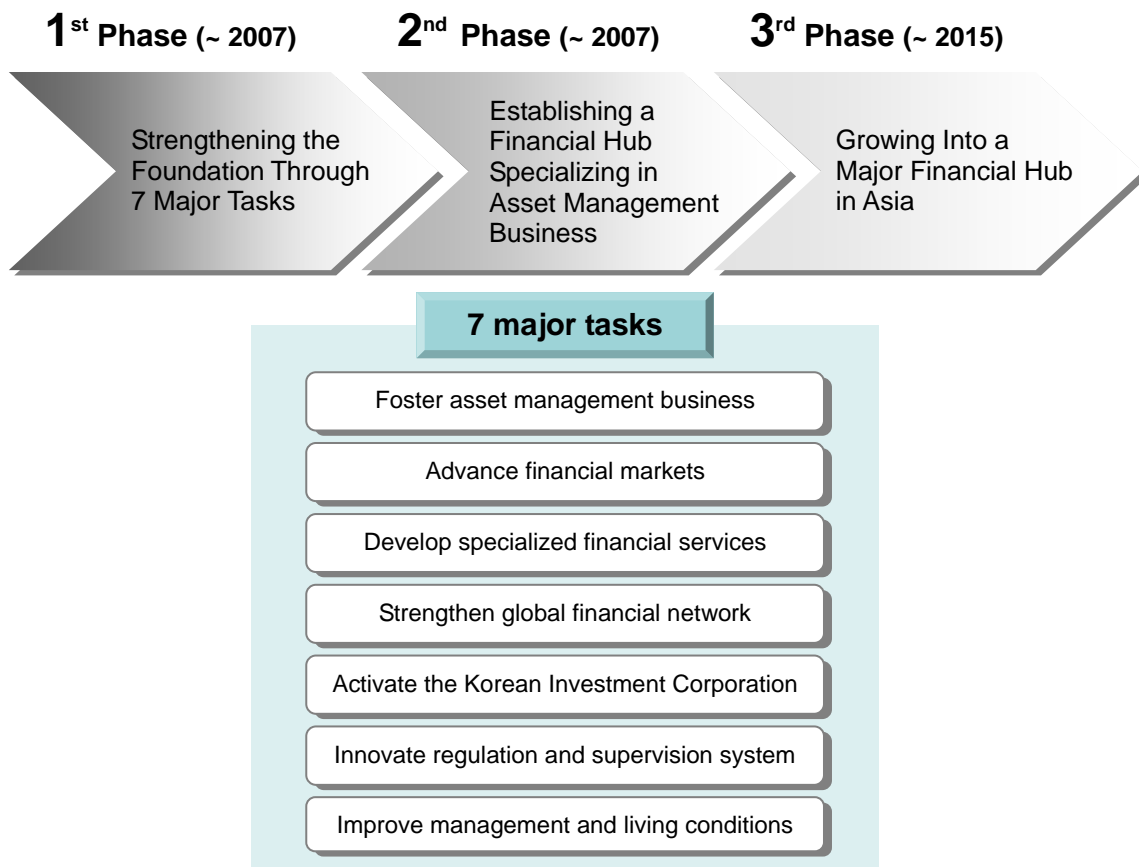 1st Phase (~ 2007)
2nd Phase (~ 2007)
3rd Phase (~ 2015)
Strengthening the
Foundation Through
7 Major Tasks
Establishing a
Financial Hub
Specializing in
Asset Management
Business
Growing Into a
Major Financial Hub
in Asia
7 major tasks
Foster asset management business
Advance financial markets
Develop specialized financial services
Strengthen global financial network
Activate the Korean Investment Corporation
Innovate regulation and supervision system
Improve management and living conditions